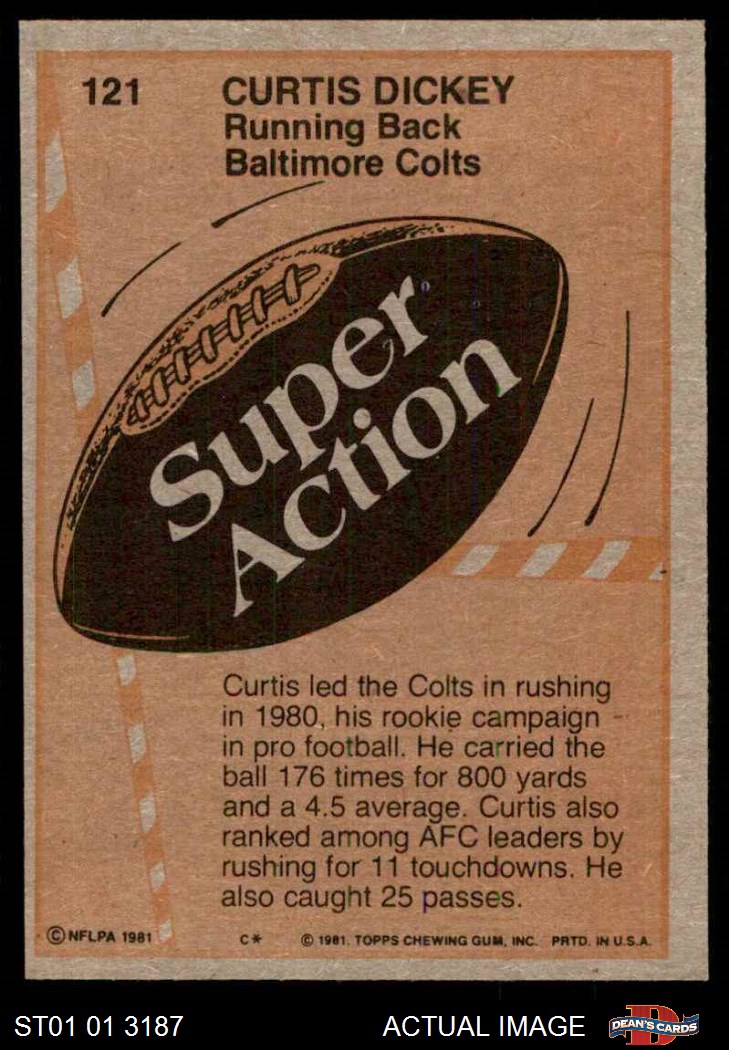 121 CURTIS DICKEY
Running Back
Baltimore Colts
Super
Action
Curtis led the Colts in rushing
in 1980, his rookie campaign
in pro football. He carried the
ball 176 times for 800 yards
and a 4.5 average. Curtis also
ranked among AFC leaders by
rushing for 11 touchdowns. He
also caught 25 passes.
© NFLPA 1981 C* © 1981. TOPPS CHEWING GUM, INC. PRTD. IN U.S.A.
ST01 01 3187 ACTUAL IMAGE D DEAN'S CARDS